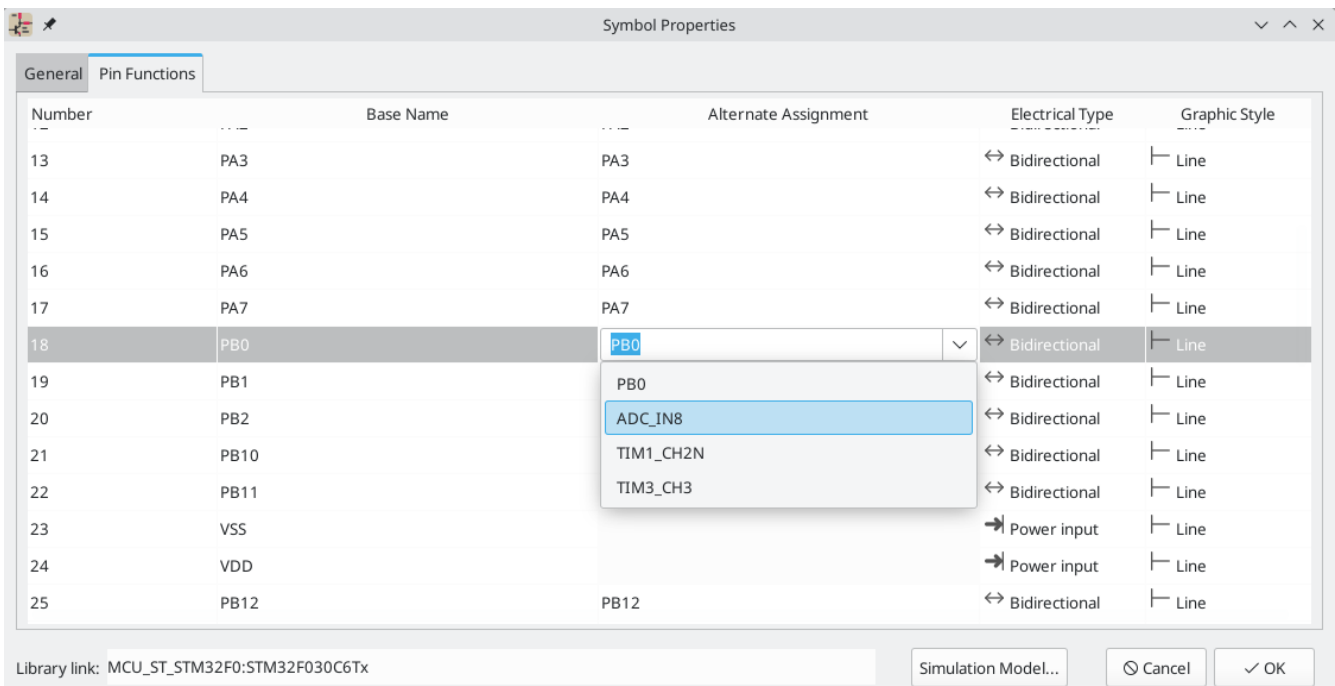 Symbol Properties
General Pin Functions
Number Base Name Alternate Assignment Electrical Type Graphic Style
13 PA3 PA3 Bidirectional Line
14 PA4 PA4 Bidirectional Line
15 PA5 PA5 Bidirectional Line
16 PA6 PA6 Bidirectional Line
17 PA7 PA7 Bidirectional Line
18 PB0 PB0 Bidirectional Line
19 PB1 PB0 Bidirectional Line
20 PB2 ADC_IN8 Bidirectional Line
21 PB10 TIM1_CH2N Bidirectional Line
22 PB11 TIM3_CH3 Bidirectional Line
23 VSS Power input Line
24 VDD Power input Line
25 PB12 PB12 Bidirectional Line
Library link: MCU_ST_STM32F0:STM32F030C6Tx Simulation Model... Cancel OK